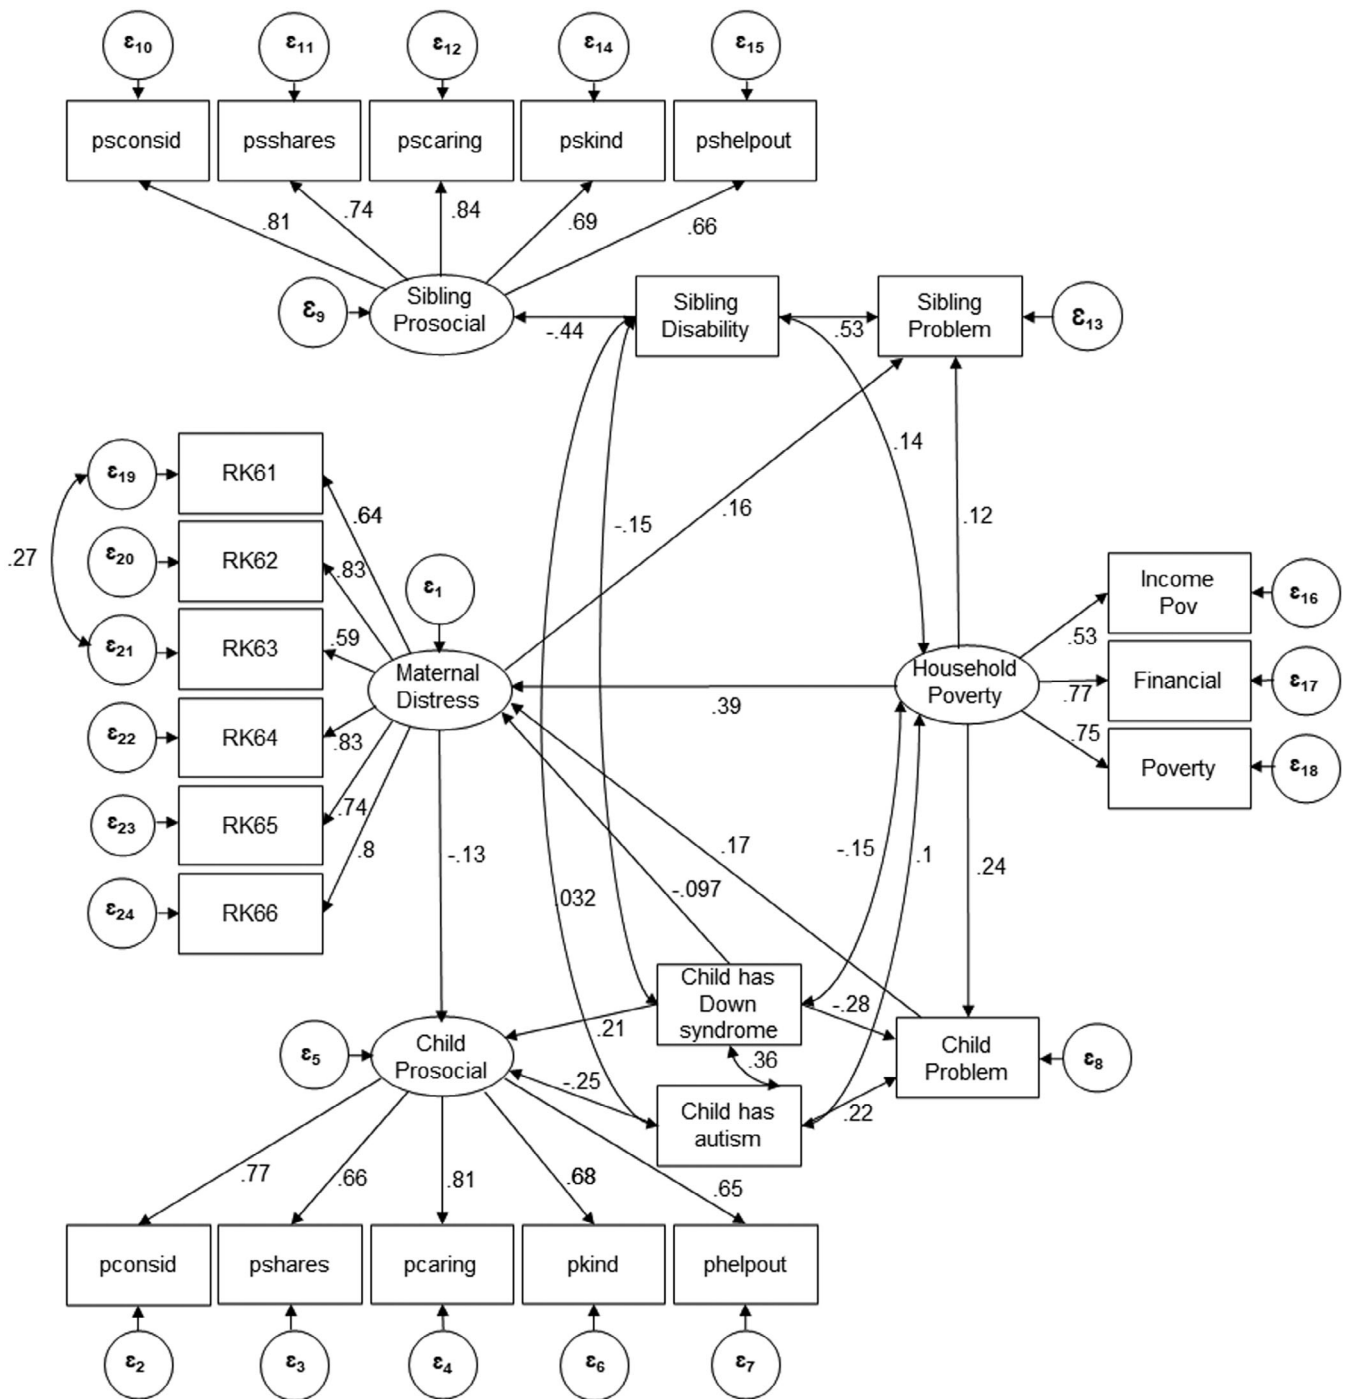 ε10 ε11 ε12 ε14 ε15
psconsid psshares pscaring pskind pshelpout
.81 .74 .84 .69 .66
ε9
Sibling
Prosocial
-.44
Sibling
Disability
.53
Sibling
Problem
ε13
.14
ε19 RK61
.64
-.15
.16
.12
.27
ε20 RK62
.83
ε1
ε21 RK63
.59
Maternal
Distress
.39
Household
Poverty
Income
Pov
ε16
.53
Financial
ε17
.77
.75
Poverty
ε18
ε22 RK64
.83
ε23 RK65
.74
ε24 RK66
.8
-.13
.032
-.097
.17
-.15
.1
.24
Child has
Down
syndrome
-.28
.21
.36
ε5
Child
Prosocial
-.25
Child has
autism
.22
Child
Problem
ε8
.77 .66 .81 .68 .65
pconsid pshares pcaring pkind phelpout
ε2 ε3 ε4 ε6 ε7